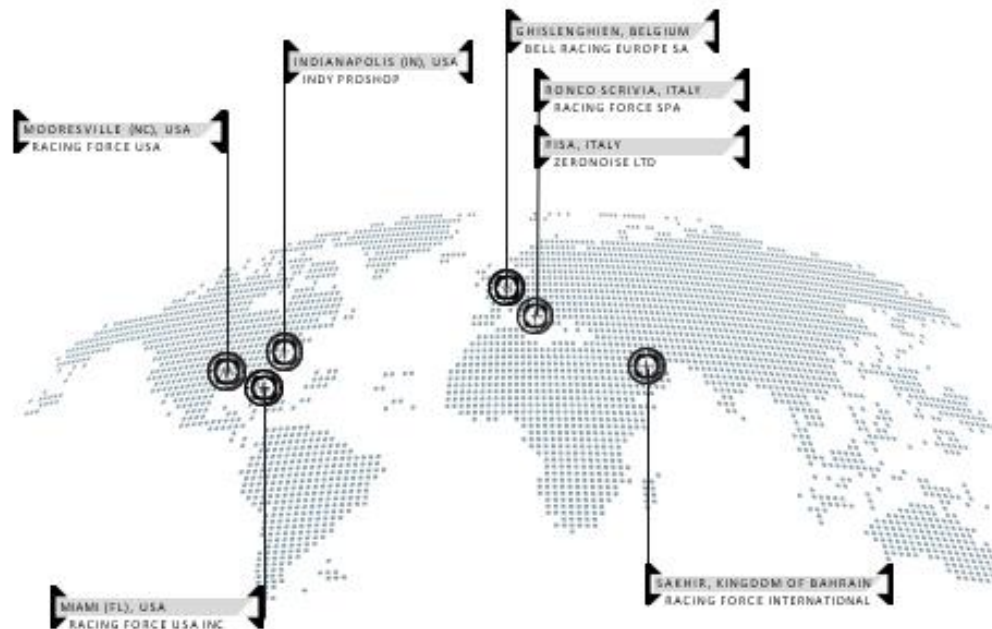 GHISLENGHIEN, BELGIUM
BELL RACING EUROPE SA
INDIANAPOLIS (IN), USA
INDY PROSHOP
RONCO SCRIVIA, ITALY
RACING FORCE SPA
MOORESVILLE (NC), USA
RACING FORCE USA
PISA, ITALY
ZERONOISE LTD
SAKHIR, KINGDOM OF BAHRAIN
RACING FORCE INTERNATIONAL
MIAMI (FL), USA
RACING FORCE USA INC